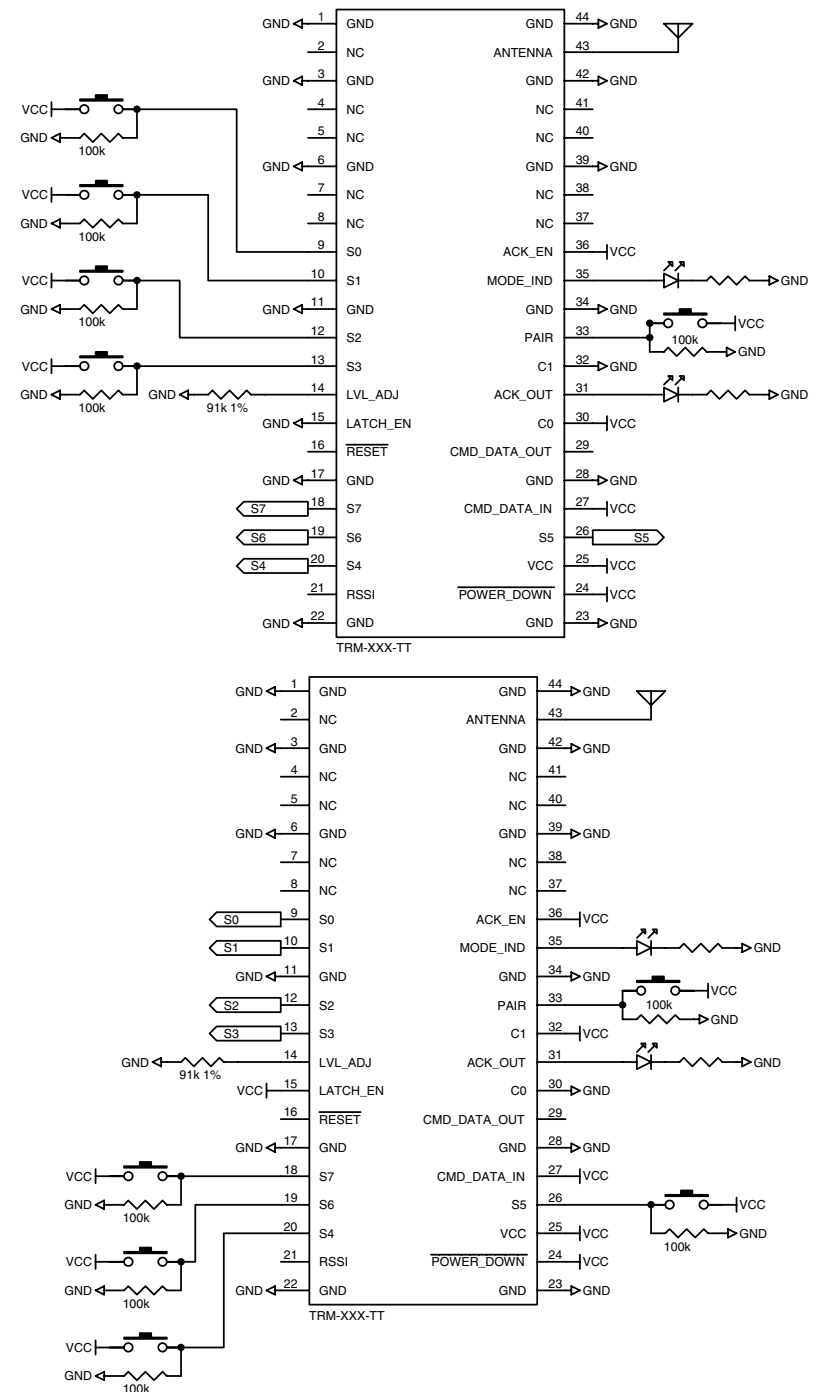 GND 1 GND GND 44 GND
2 NC ANTENNA 43
GND 3 GND GND 42 GND
VCC 4 NC NC 41
GND 100k 5 NC NC 40
GND 6 GND GND 39 GND
VCC 7 NC NC 38
GND 100k 8 NC NC 37
9 S0 ACK_EN 36 VCC
VCC 10 S1 MODE_IND 35 GND
GND 100k GND 11 GND GND 34 GND
12 S2 PAIR 33 100k VCC
GND
VCC 13 S3 C1 32 GND
GND 100k GND 91k 1% 14 LVL_ADJ ACK_OUT 31 GND
GND 15 LATCH_EN C0 30 VCC
16 RESET CMD_DATA_OUT 29
GND 17 GND GND 28 GND
S7 18 S7 CMD_DATA_IN 27 VCC
S6 19 S6 S5 26 S5
S4 20 S4 VCC 25 VCC
21 RSSI POWER_DOWN 24 VCC
GND 22 GND GND 23 GND
TRM-XXX-TT
GND 1 GND GND 44 GND
2 NC ANTENNA 43
GND 3 GND GND 42 GND
4 NC NC 41
5 NC NC 40
GND 6 GND GND 39 GND
7 NC NC 38
8 NC NC 37
S0 9 S0 ACK_EN 36 VCC
S1 10 S1 MODE_IND 35 GND
GND 11 GND GND 34 GND
S2 12 S2 PAIR 33 100k VCC
GND
S3 13 S3 C1 32 VCC
GND 91k 1% 14 LVL_ADJ ACK_OUT 31 GND
VCC 15 LATCH_EN C0 30 GND
16 RESET CMD_DATA_OUT 29
GND 17 GND GND 28 GND
VCC 18 S7 CMD_DATA_IN 27 VCC
GND 100k 19 S6 S5 26 VCC
20 S4 VCC 25 VCC 100k GND
VCC 21 RSSI POWER_DOWN 24 VCC
GND 100k GND 22 GND GND 23 GND
TRM-XXX-TT
VCC
GND 100k